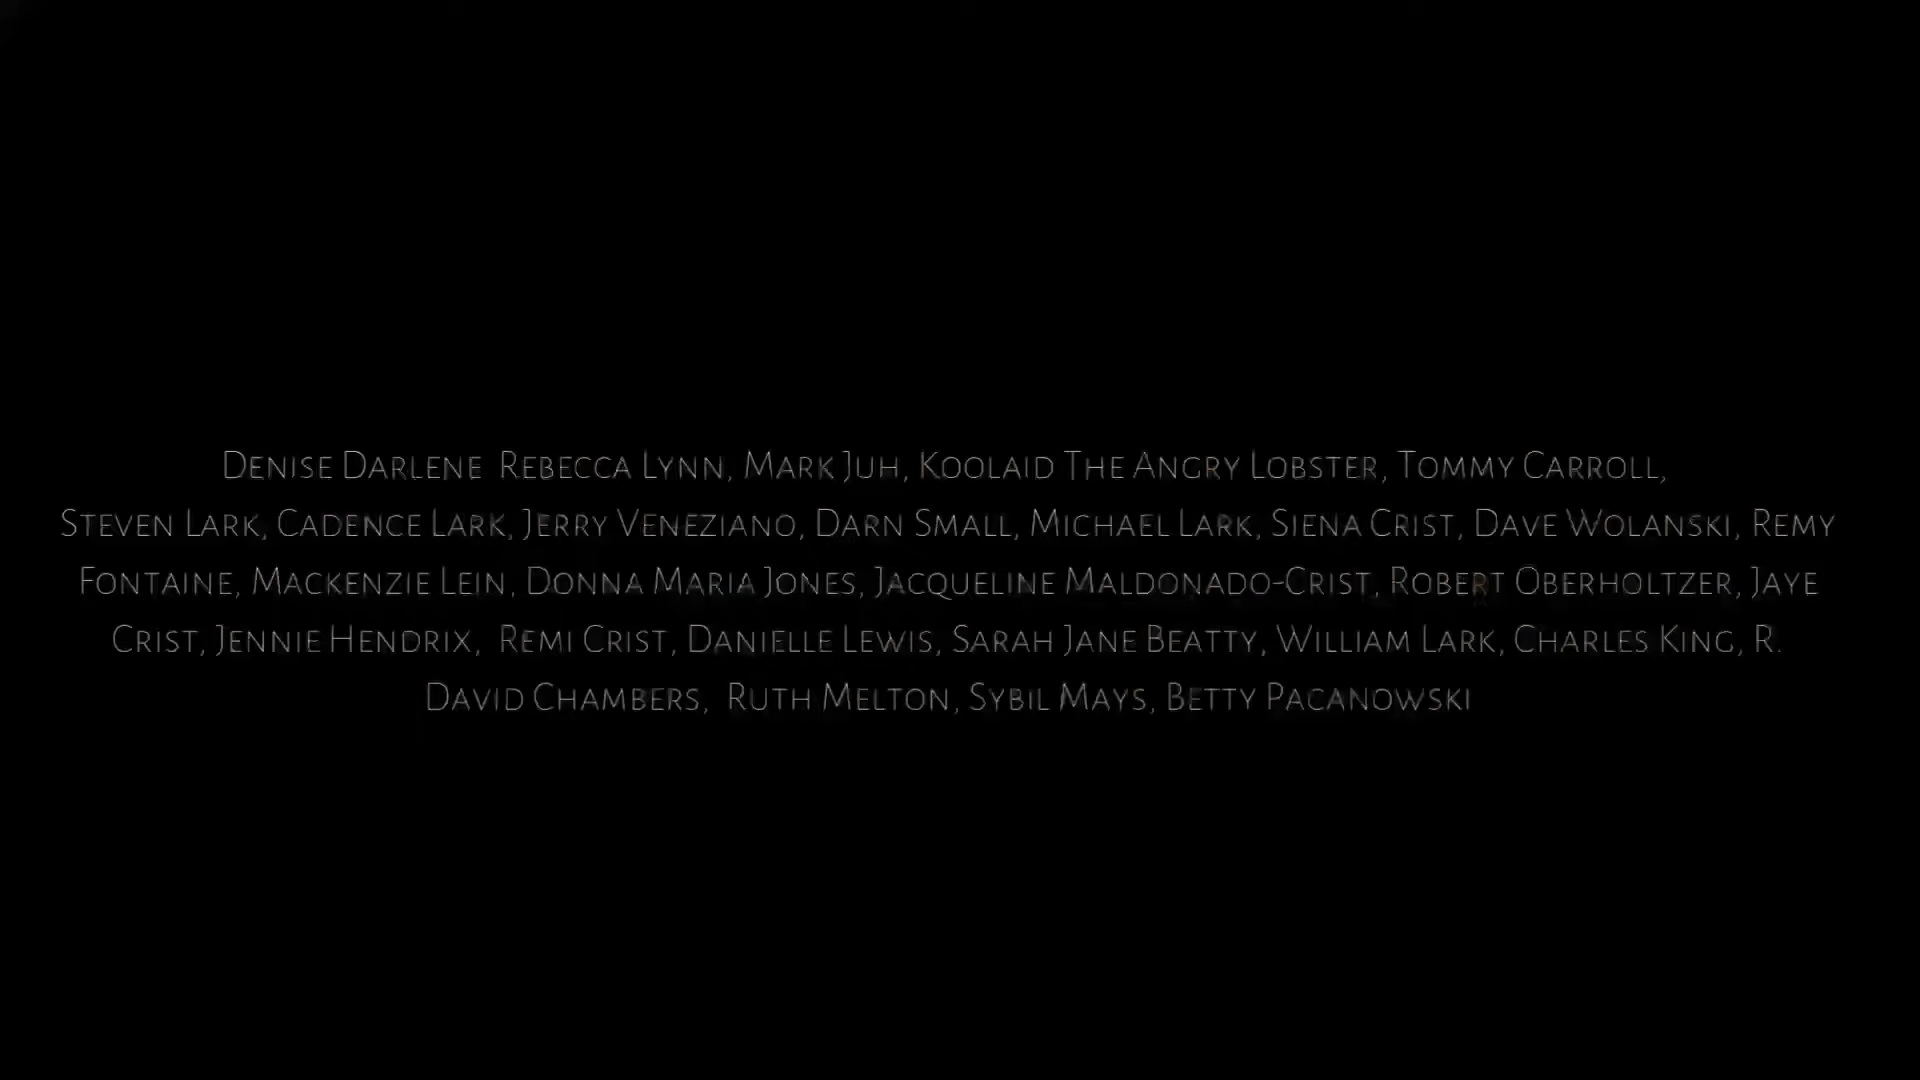 Denise Darlene  Rebecca Lynn, Mark Juh, Koolaid The Angry Lobster, Tommy Carroll,
Steven Lark, Cadence Lark, Jerry Veneziano, Darn Small, Michael Lark, Siena Crist, Dave Wolanski, Remy
Fontaine, Mackenzie Lein, Donna Maria Jones, Jacqueline Maldonado-Crist, Robert Oberholtzer, Jaye
Crist, Jennie Hendrix,  Remi Crist, Danielle Lewis, Sarah Jane Beatty, William Lark, Charles King, R.
David Chambers,  Ruth Melton, Sybil Mays, Betty Pacanowski